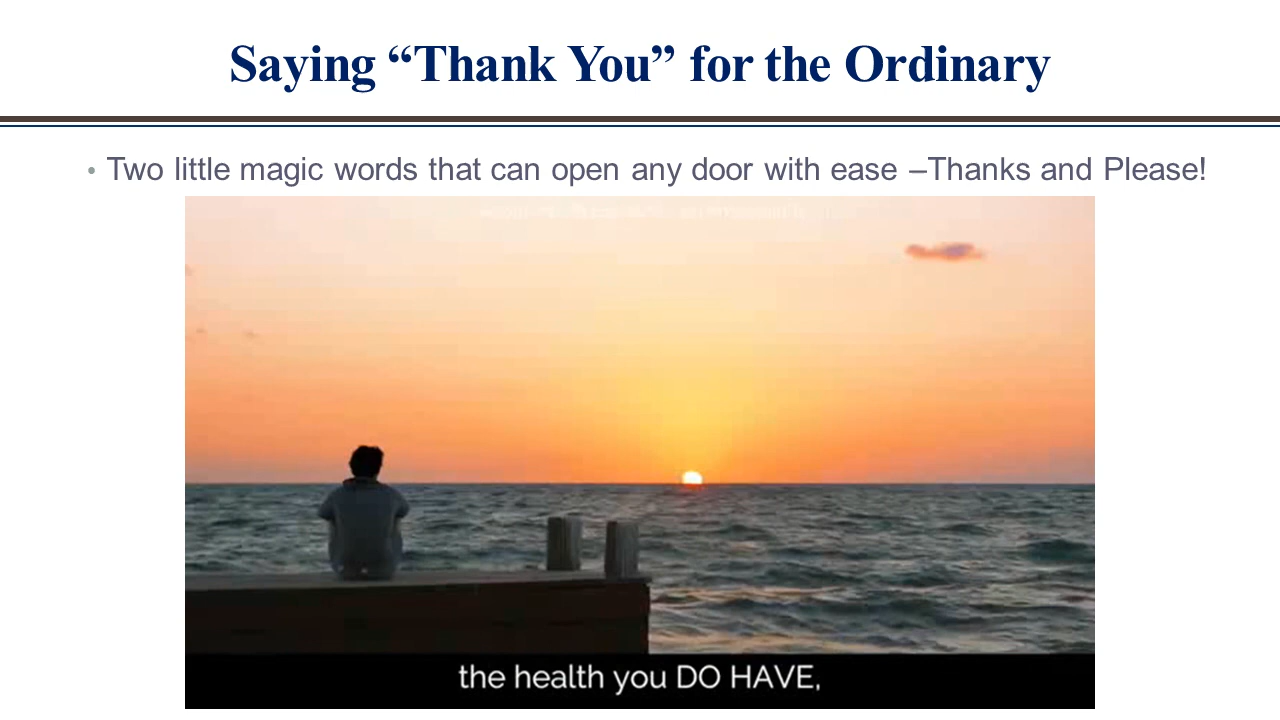 Saying “Thank You” for the Ordinary
• Two little magic words that can open any door with ease –Thanks and Please!
the health you DO HAVE,